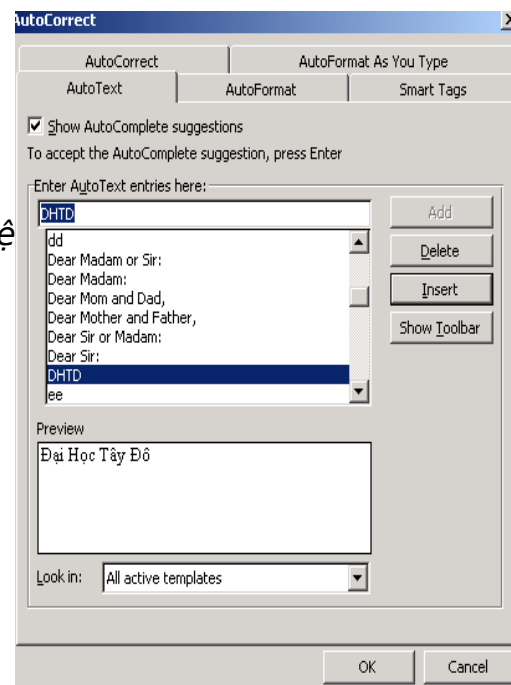 AutoCorrect
AutoCorrect AutoFormat As You Type
AutoText AutoFormat Smart Tags
Show AutoComplete suggestions
To accept the AutoComplete suggestion, press Enter
Enter AutoText entries here:
DHTD Add
ệ
dd Delete
Dear Madam or Sir:
Dear Madam:
Dear Mom and Dad, Insert
Dear Mother and Father,
Dear Sir or Madam: Show Toolbar
Dear Sir:
DHTD
ee
Preview
Đại Học Tây Đô
Look in: All active templates
OK Cancel